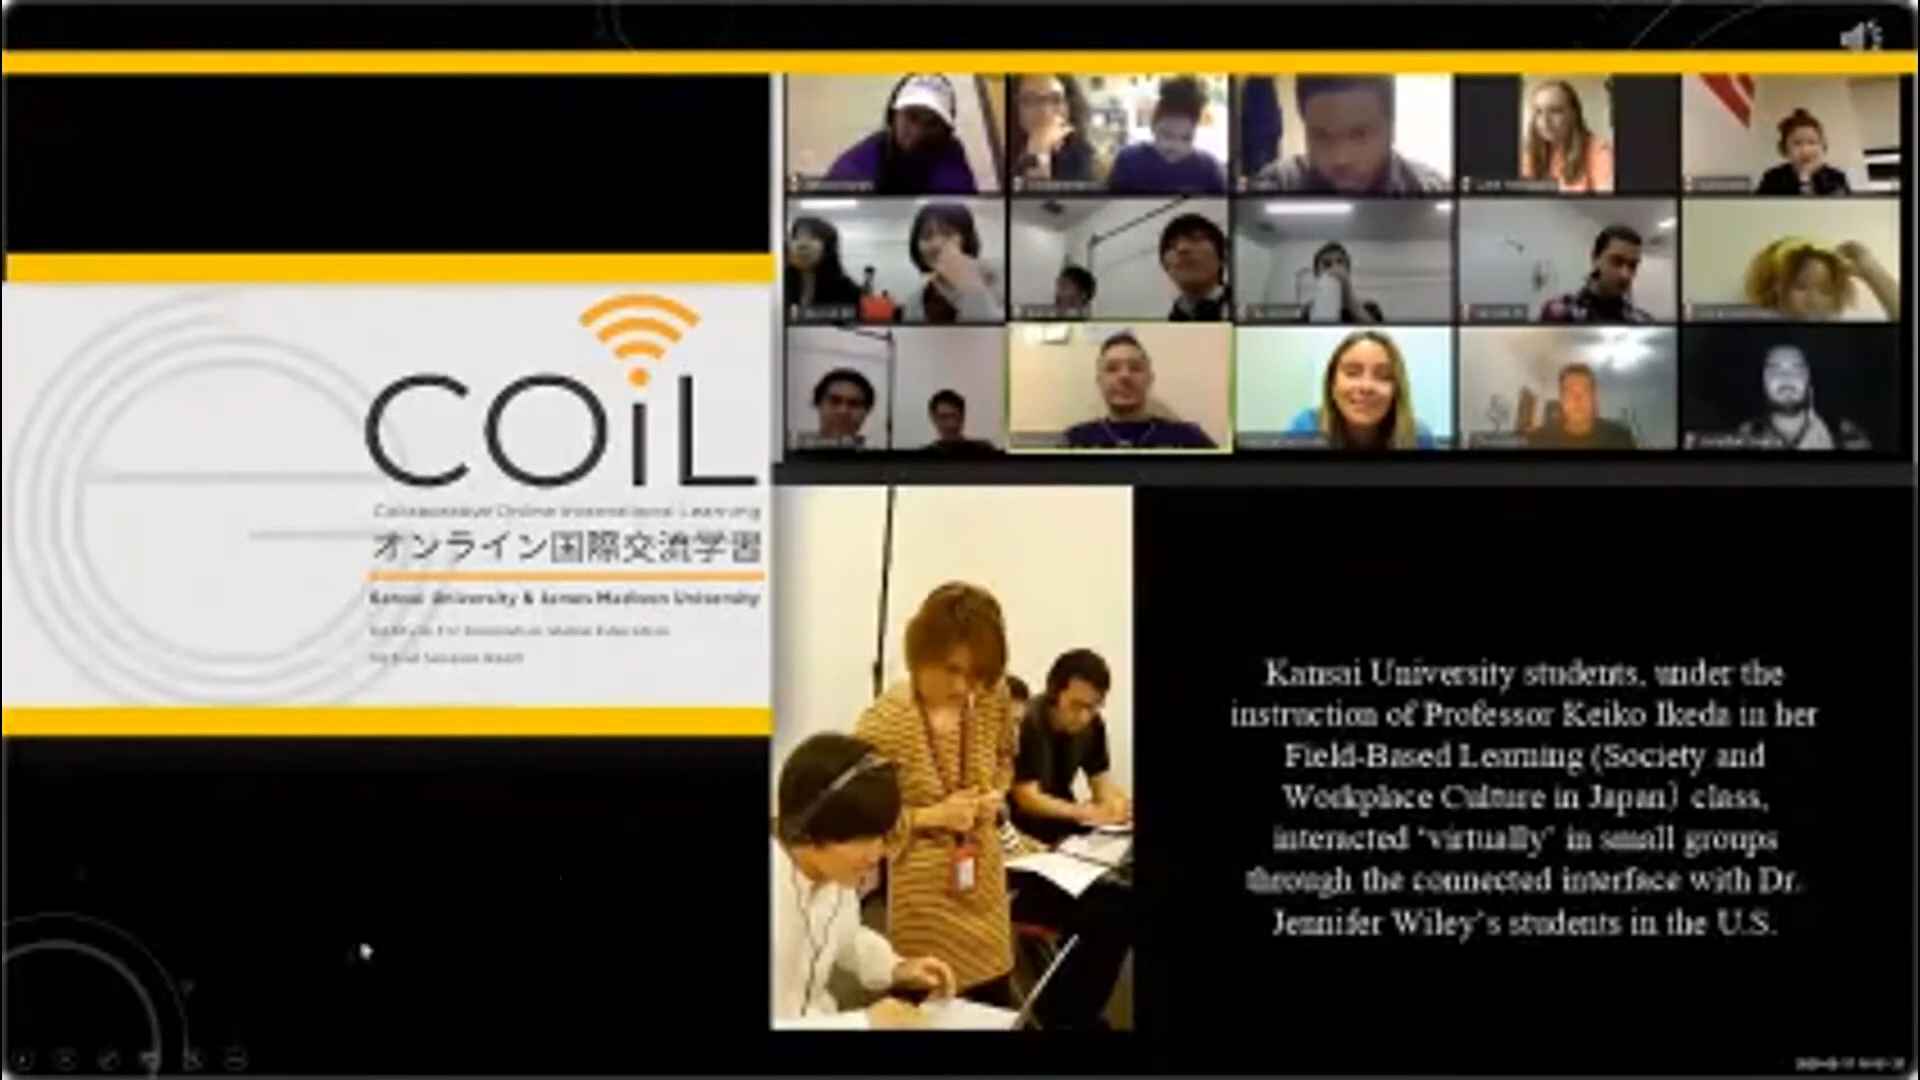 COiL
Collaborative Online International Learning
オンライン国際交流学習
Kansai University & James Madison University
Kansai University students, under the
instruction of Professor Keiko Ikeda in her
Field-Based Learning (Society and
Workplace Culture in Japan) class,
interacted 'virtually' in small groups
through the connected interface with Dr.
Jennifer Wiley's students in the U.S.